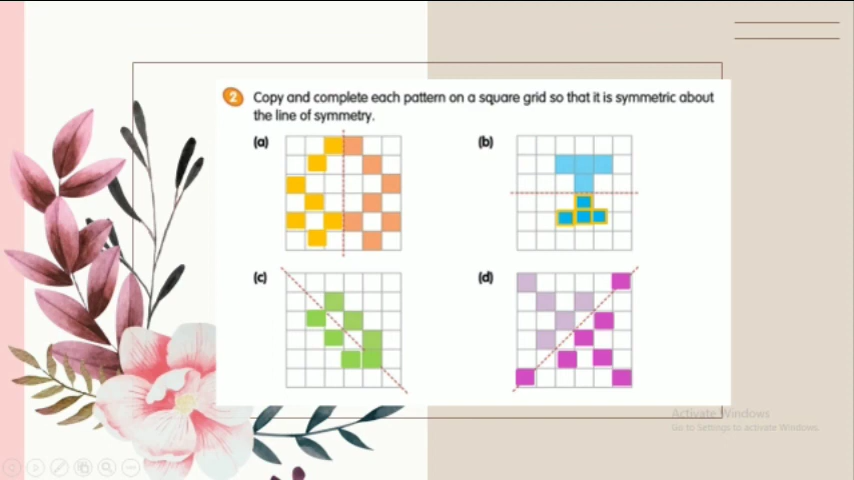 2 Copy and complete each pattern on a square grid so that it is symmetric about
the line of symmetry.
(a)
(b)
(c)
(d)
Activate Windows
Go to Settings to activate Windows.